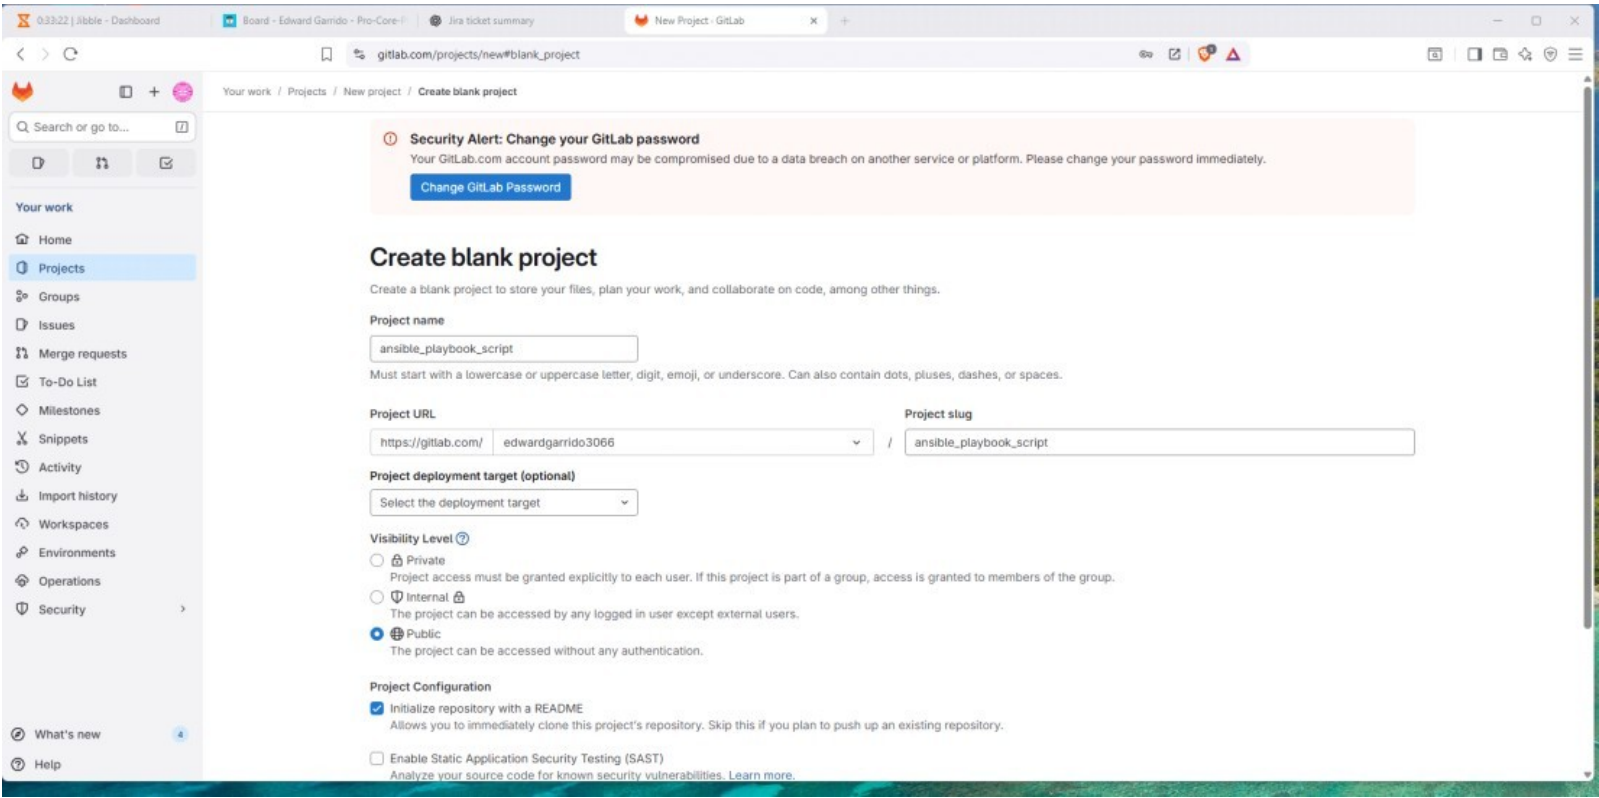 0:33:22 | Jibble - Dashboard
Board - Edward Garrido - Pro-Core-
Jira ticket summary
New Project · GitLab
gitlab.com/projects/new#blank_project
Your work / Projects / New project / Create blank project
Search or go to...
Security Alert: Change your GitLab password
Your GitLab.com account password may be compromised due to a data breach on another service or platform. Please change your password immediately.
Change GitLab Password
Your work
Home
Projects
Groups
Issues
Merge requests
To-Do List
Milestones
Snippets
Activity
Import history
Workspaces
Environments
Operations
Security
What's new 4
Help
Create blank project
Create a blank project to store your files, plan your work, and collaborate on code, among other things.
Project name
ansible_playbook_script
Must start with a lowercase or uppercase letter, digit, emoji, or underscore. Can also contain dots, pluses, dashes, or spaces.
Project URL
https://gitlab.com/ edwardgarrido3066 /
Project slug
ansible_playbook_script
Project deployment target (optional)
Select the deployment target
Visibility Level
Private
Project access must be granted explicitly to each user. If this project is part of a group, access is granted to members of the group.
Internal
The project can be accessed by any logged in user except external users.
Public
The project can be accessed without any authentication.
Project Configuration
Initialize repository with a README
Allows you to immediately clone this project's repository. Skip this if you plan to push up an existing repository.
Enable Static Application Security Testing (SAST)
Analyze your source code for known security vulnerabilities. Learn more.